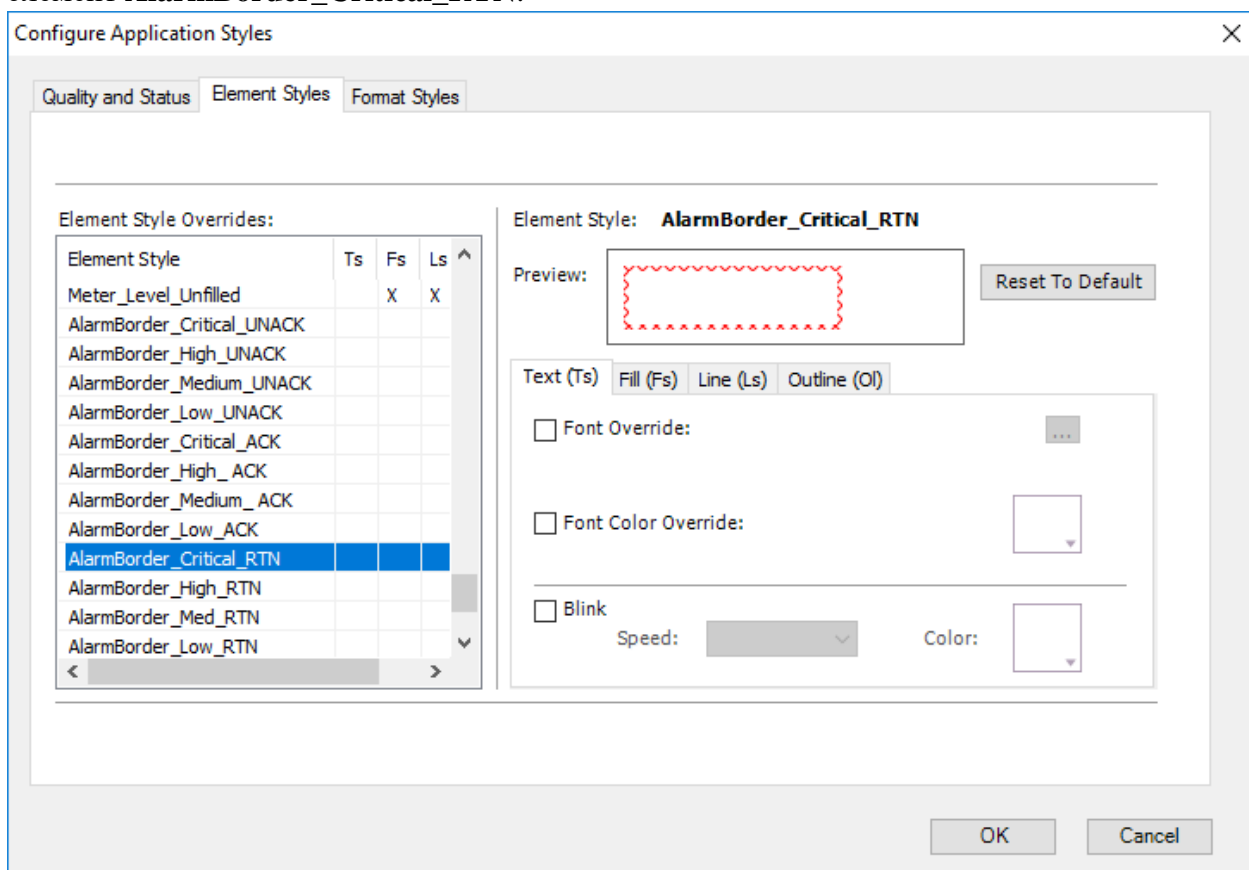 Configure Application Styles
Quality and Status Element Styles Format Styles
Element Style Overrides:
Element Style Ts Fs Ls
Meter_Level_Unfilled X X
AlarmBorder_Critical_UNACK
AlarmBorder_High_UNACK
AlarmBorder_Medium_UNACK
AlarmBorder_Low_UNACK
AlarmBorder_Critical_ACK
AlarmBorder_High_ ACK
AlarmBorder_Medium_ ACK
AlarmBorder_Low_ACK
AlarmBorder_Critical_RTN
AlarmBorder_High_RTN
AlarmBorder_Med_RTN
AlarmBorder_Low_RTN
Element Style: AlarmBorder_Critical_RTN
Preview:
Reset To Default
Text (Ts) Fill (Fs) Line (Ls) Outline (Ol)
Font Override:
...
Font Color Override:
Blink
Speed: Color:
OK Cancel